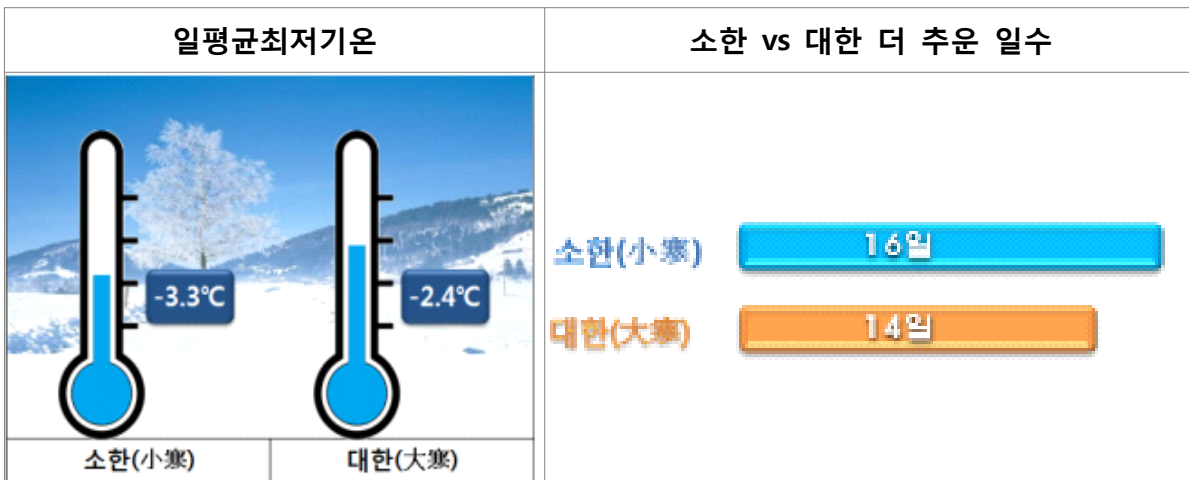 일평균최저기온
소한 vs 대한 더 추운 일수
-3.3℃
-2.4℃
소한(小寒)
대한(大寒)
소한(小寒)
16일
대한(大寒)
14일